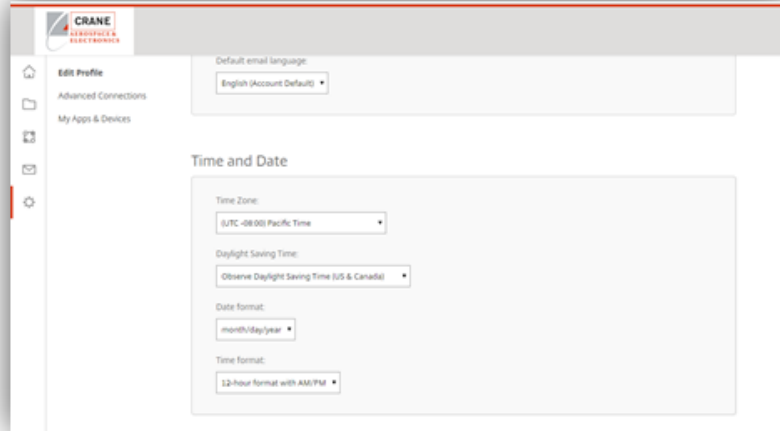 CRANE
AEROSPACE &
ELECTRONICS
Edit Profile
Advanced Connections
My Apps & Devices
Default email language:
English (Account Default)
Time and Date
Time Zone:
(UTC -08:00) Pacific Time
Daylight Saving Time:
Observe Daylight Saving Time (US & Canada)
Date format:
month/day/year
Time format:
12-hour format with AM/PM